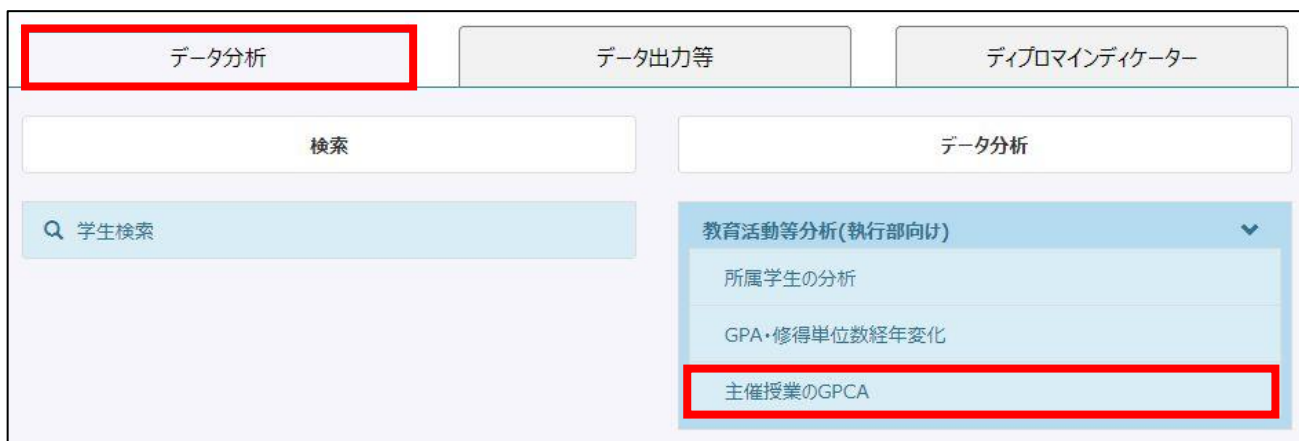 データ分析
データ出力等
ディプロマインディケーター
検索
データ分析
学生検索
教育活動等分析(執行部向け)
所属学生の分析
GPA・修得単位数経年変化
主催授業のGPCA